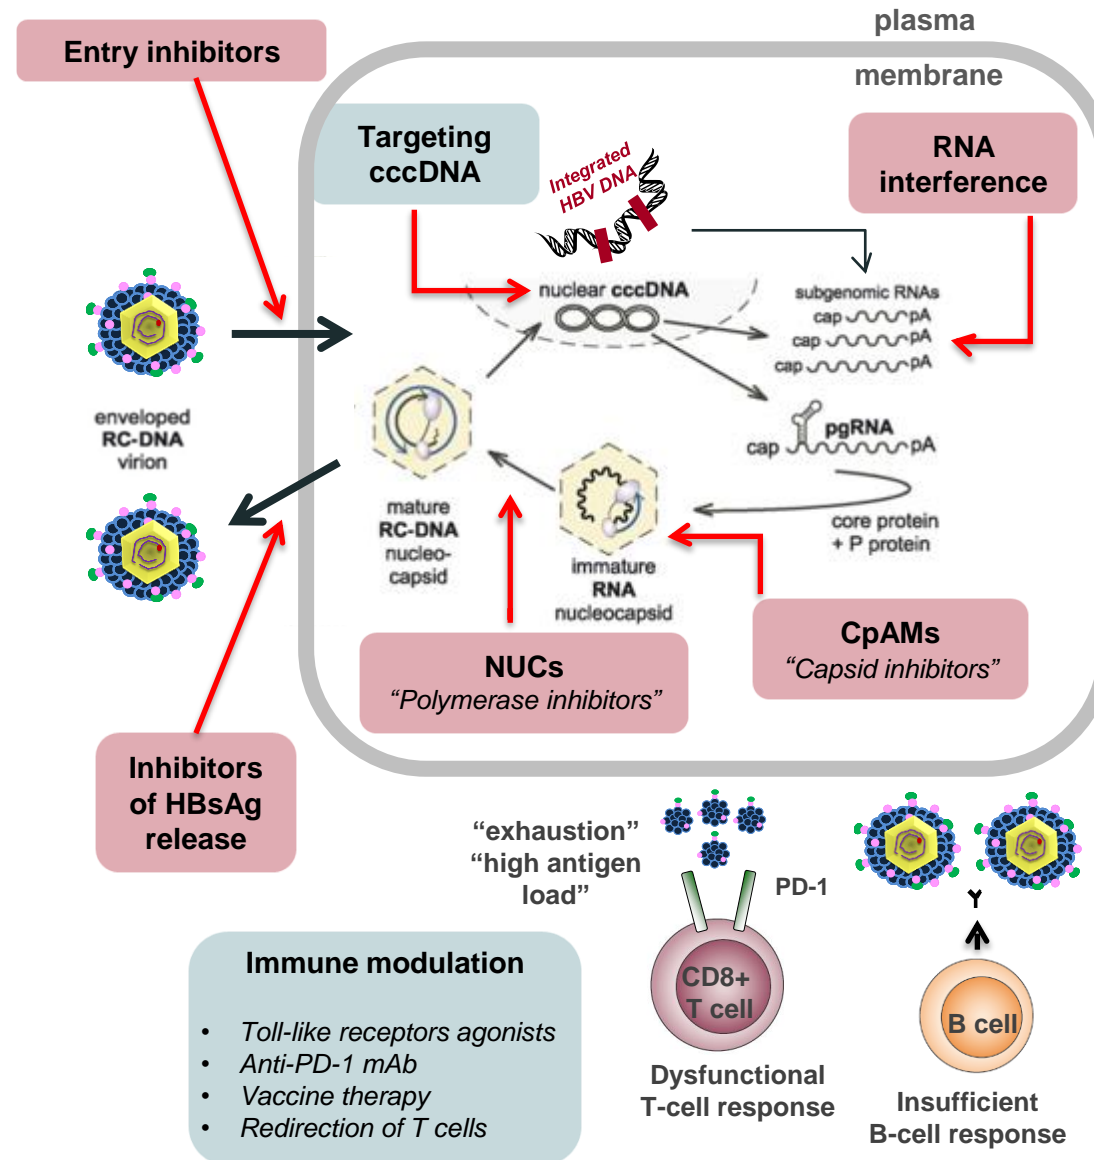 plasma
membrane
Entry inhibitors
Targeting
cccDNA
Integrated
HBV DNA
RNA
interference
nuclear cccDNA
subgenomic RNAs
cap pA
cap pA
cap pA
enveloped
RC-DNA
virion
pgRNA
cap pA
mature
RC-DNA
nucleo-
capsid
immature
RNA
nucleocapsid
core protein
+ P protein
NUCs
“Polymerase inhibitors”
CpAMs
“Capsid inhibitors”
Inhibitors
of HBsAg
release
“exhaustion”
“high antigen
load”
PD-1
CD8+
T cell
Dysfunctional
T-cell response
B cell
Insufficient
B-cell response
Immune modulation
• Toll-like receptors agonists
• Anti-PD-1 mAb
• Vaccine therapy
• Redirection of T cells